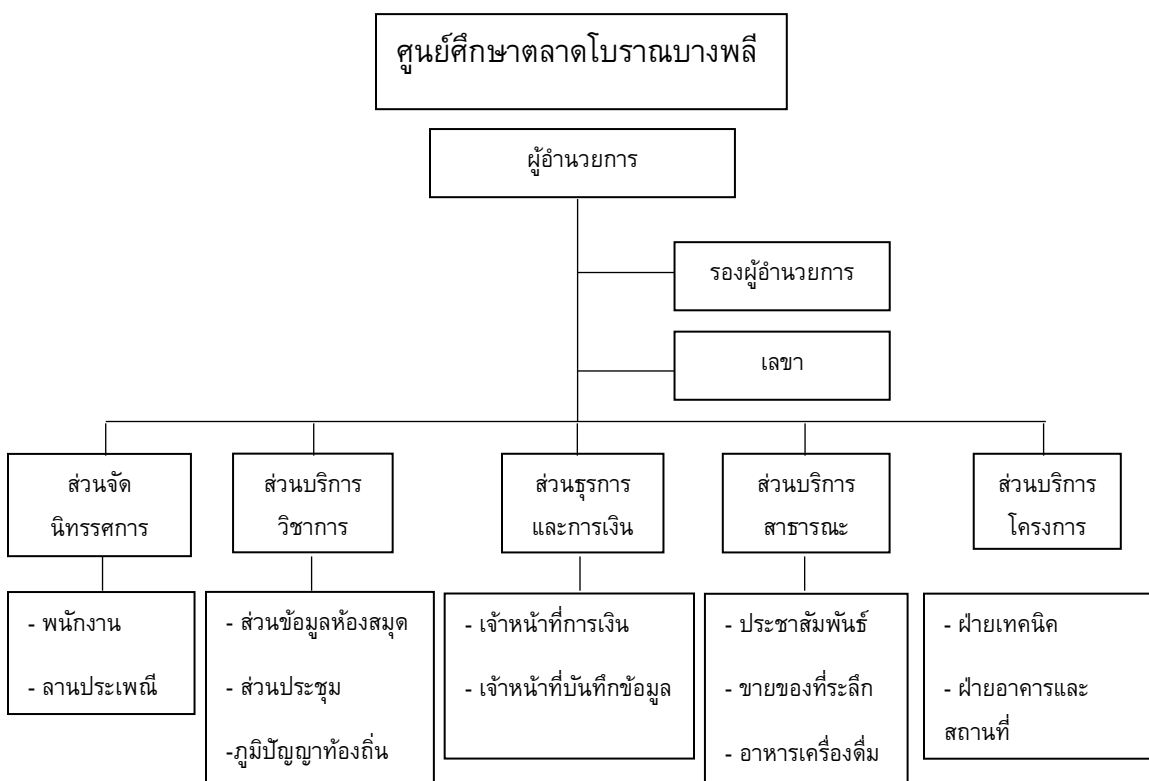 ศูนย์ศึกษาตลาดโบราณบางพลี
ผู้อำนวยการ
รองผู้อำนวยการ
เลขา
ส่วนจัด
นิทรรศการ
ส่วนบริการ
วิชาการ
ส่วนธุรการ
และการเงิน
ส่วนบริการ
สาธารณะ
ส่วนบริการ
โครงการ
- พนักงาน
- ลานประเพณี
- ส่วนข้อมูลห้องสมุด
- ส่วนประชุม
-ภูมิปัญญาท้องถิ่น
- เจ้าหน้าที่การเงิน
- เจ้าหน้าที่บันทึกข้อมูล
- ประชาสัมพันธ์
- ขายของที่ระลึก
- อาหารเครื่องดื่ม
- ฝ่ายเทคนิค
- ฝ่ายอาคารและ
สถานที่